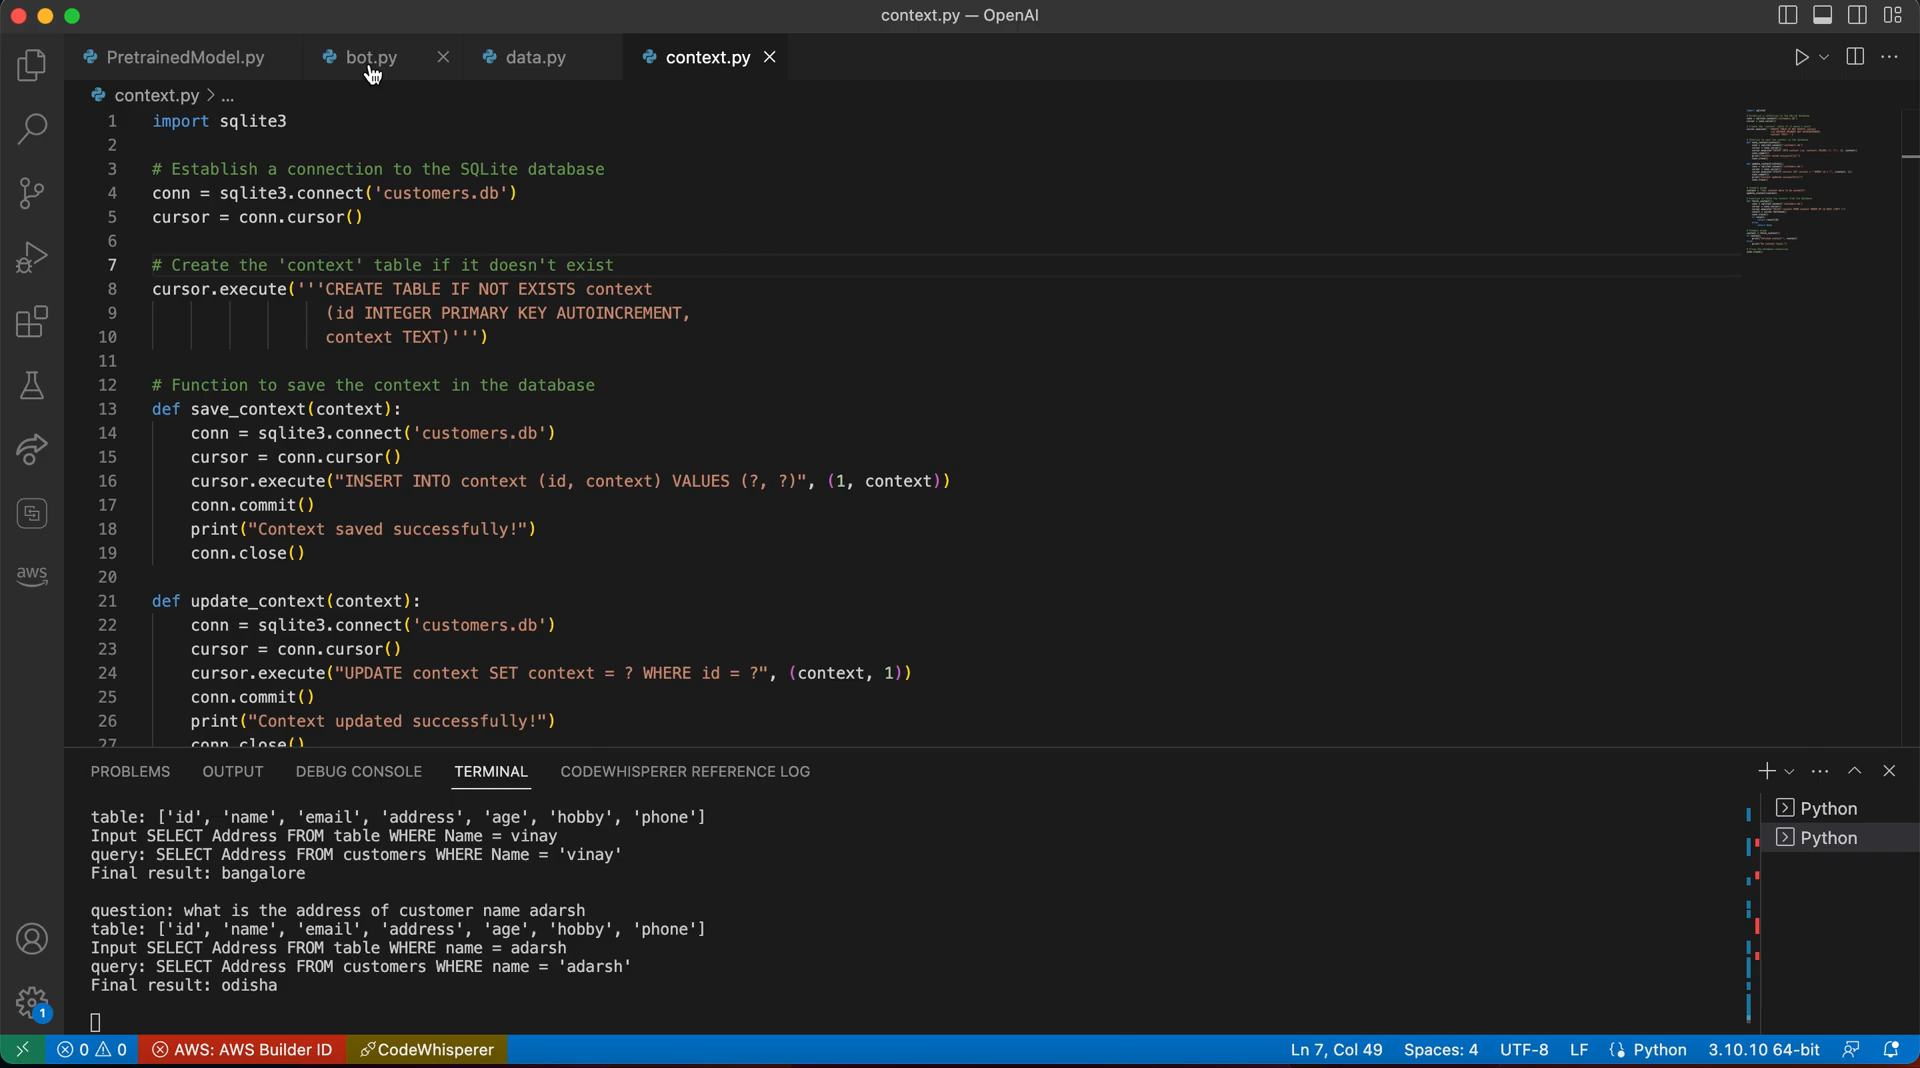 context.py — OpenAI
PretrainedModel.py
bot.py
data.py
context.py
context.py > ...
1 import sqlite3
2
3 # Establish a connection to the SQLite database
4 conn = sqlite3.connect('customers.db')
5 cursor = conn.cursor()
6
7 # Create the 'context' table if it doesn't exist
8 cursor.execute('''CREATE TABLE IF NOT EXISTS context
9 (id INTEGER PRIMARY KEY AUTOINCREMENT,
10 context TEXT)''')
11
12 # Function to save the context in the database
13 def save_context(context):
14 conn = sqlite3.connect('customers.db')
15 cursor = conn.cursor()
16 cursor.execute("INSERT INTO context (id, context) VALUES (?, ?)", (1, context))
17 conn.commit()
18 print("Context saved successfully!")
19 conn.close()
20
21 def update_context(context):
22 conn = sqlite3.connect('customers.db')
23 cursor = conn.cursor()
24 cursor.execute("UPDATE context SET context = ? WHERE id = ?", (context, 1))
25 conn.commit()
26 print("Context updated successfully!")
27 conn.close()
aws
PROBLEMS OUTPUT DEBUG CONSOLE TERMINAL CODEWHISPERER REFERENCE LOG
table: ['id', 'name', 'email', 'address', 'age', 'hobby', 'phone']
Input SELECT Address FROM table WHERE Name = vinay
query: SELECT Address FROM customers WHERE Name = 'vinay'
Final result: bangalore
question: what is the address of customer name adarsh
table: ['id', 'name', 'email', 'address', 'age', 'hobby', 'phone']
Input SELECT Address FROM table WHERE name = adarsh
query: SELECT Address FROM customers WHERE name = 'adarsh'
Final result: odisha
Python
Python
1
0 0 AWS: AWS Builder ID CodeWhisperer Ln 7, Col 49 Spaces: 4 UTF-8 LF Python 3.10.10 64-bit